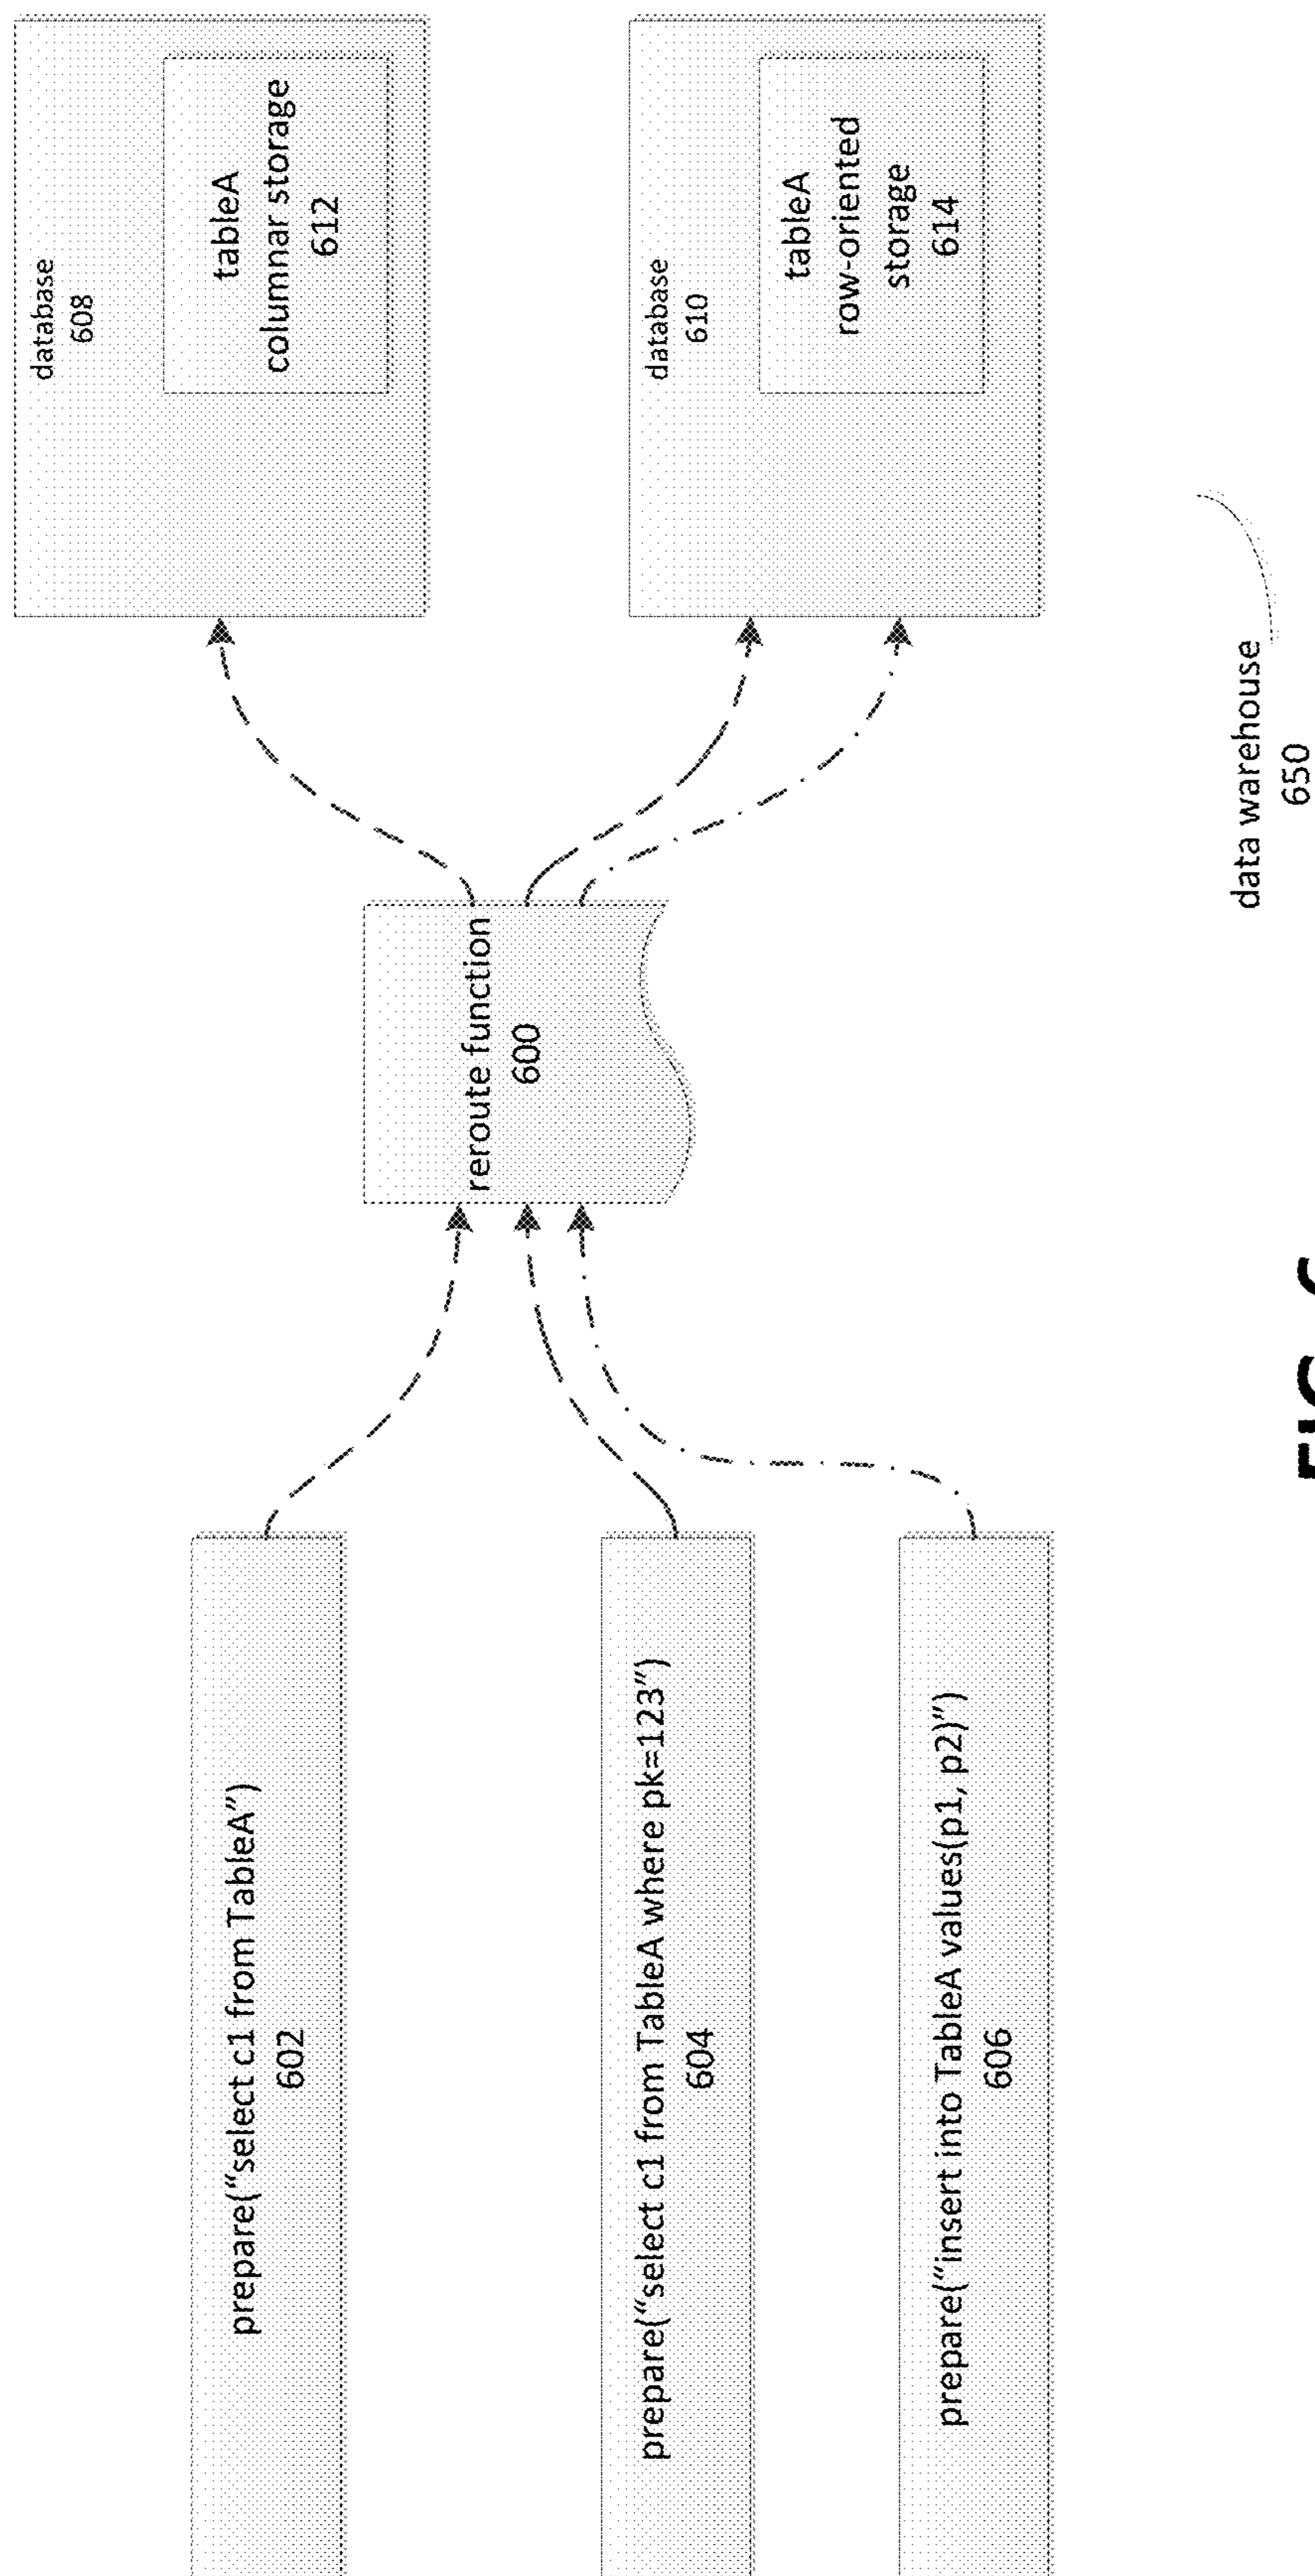 prepare(“select c1 from TableA”)
602
prepare(“select c1 from TableA where pk=123”)
604
prepare(“insert into TableA values(p1, p2)”)
606
reroute function
600
database
608
tableA
columnar storage
612
database
610
tableA
row-oriented
storage
614
data warehouse
650